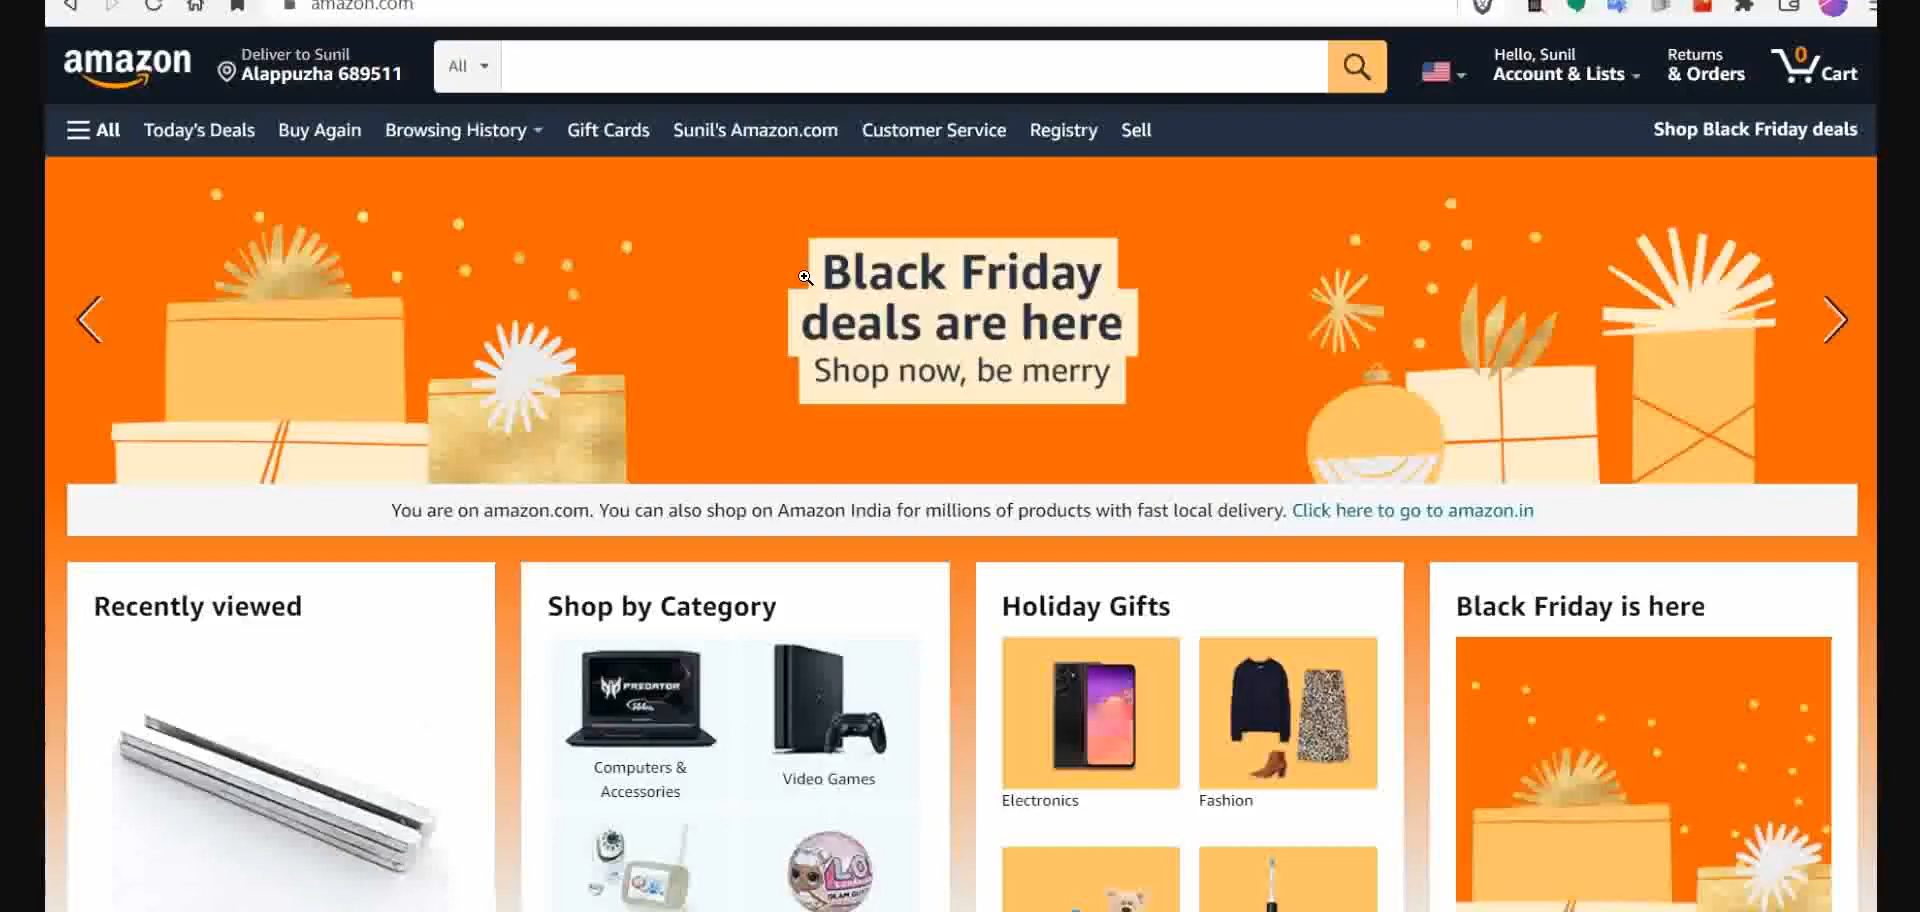 amazon.com
amazon
Deliver to Sunil
Alappuzha 689511
All
Hello, Sunil
Account & Lists
Returns
& Orders
0
Cart
All
Today's Deals
Buy Again
Browsing History
Gift Cards
Sunil's Amazon.com
Customer Service
Registry
Sell
Shop Black Friday deals
Black Friday
deals are here
Shop now, be merry
You are on amazon.com. You can also shop on Amazon India for millions of products with fast local delivery. Click here to go to amazon.in
Recently viewed
Shop by Category
PREDATOR
Computers &
Accessories
Video Games
Holiday Gifts
Electronics
Fashion
Black Friday is here